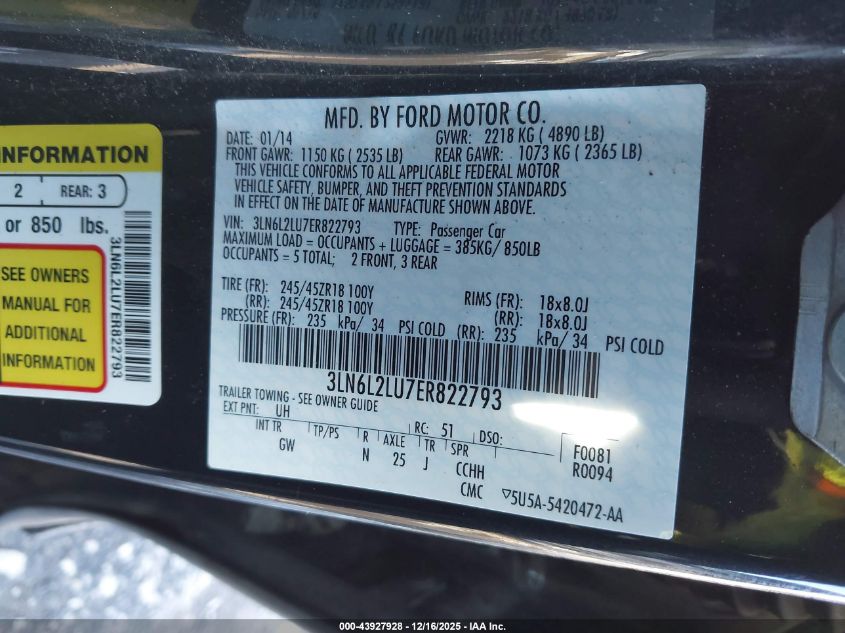 MFD. BY FORD MOTOR CO.
DATE: 01/14 GVWR: 2218 KG ( 4890 LB)
FRONT GAWR: 1150 KG ( 2535 LB) REAR GAWR: 1073 KG ( 2365 LB)
THIS VEHICLE CONFORMS TO ALL APPLICABLE FEDERAL MOTOR
VEHICLE SAFETY, BUMPER, AND THEFT PREVENTION STANDARDS
IN EFFECT ON THE DATE OF MANUFACTURE SHOWN ABOVE.
VIN: 3LN6L2LU7ER822793 TYPE: Passenger Car
MAXIMUM LOAD = OCCUPANTS + LUGGAGE = 385KG/ 850LB
OCCUPANTS = 5 TOTAL; 2 FRONT, 3 REAR
TIRE (FR): 245/45ZR18 100Y RIMS (FR): 18x8.0J
(RR): 245/45ZR18 100Y (RR): 18x8.0J
PRESSURE (FR): 235 kPa/ 34 PSI COLD (RR): 235 kPa/ 34 PSI COLD
3LN6L2LU7ER822793
TRAILER TOWING - SEE OWNER GUIDE
EXT PNT: UH RC: 51 DSO: F0081
INT TR TP/PS R AXLE TR SPR R0094
GW N 25 J CCHH
CMC ▽5U5A-5420472-AA
INFORMATION
2 REAR: 3
or 850 lbs.
SEE OWNERS
MANUAL FOR
ADDITIONAL
INFORMATION
3LN6L2LU7ER822793
000-43927928 - 12/16/2025 - IAA Inc.